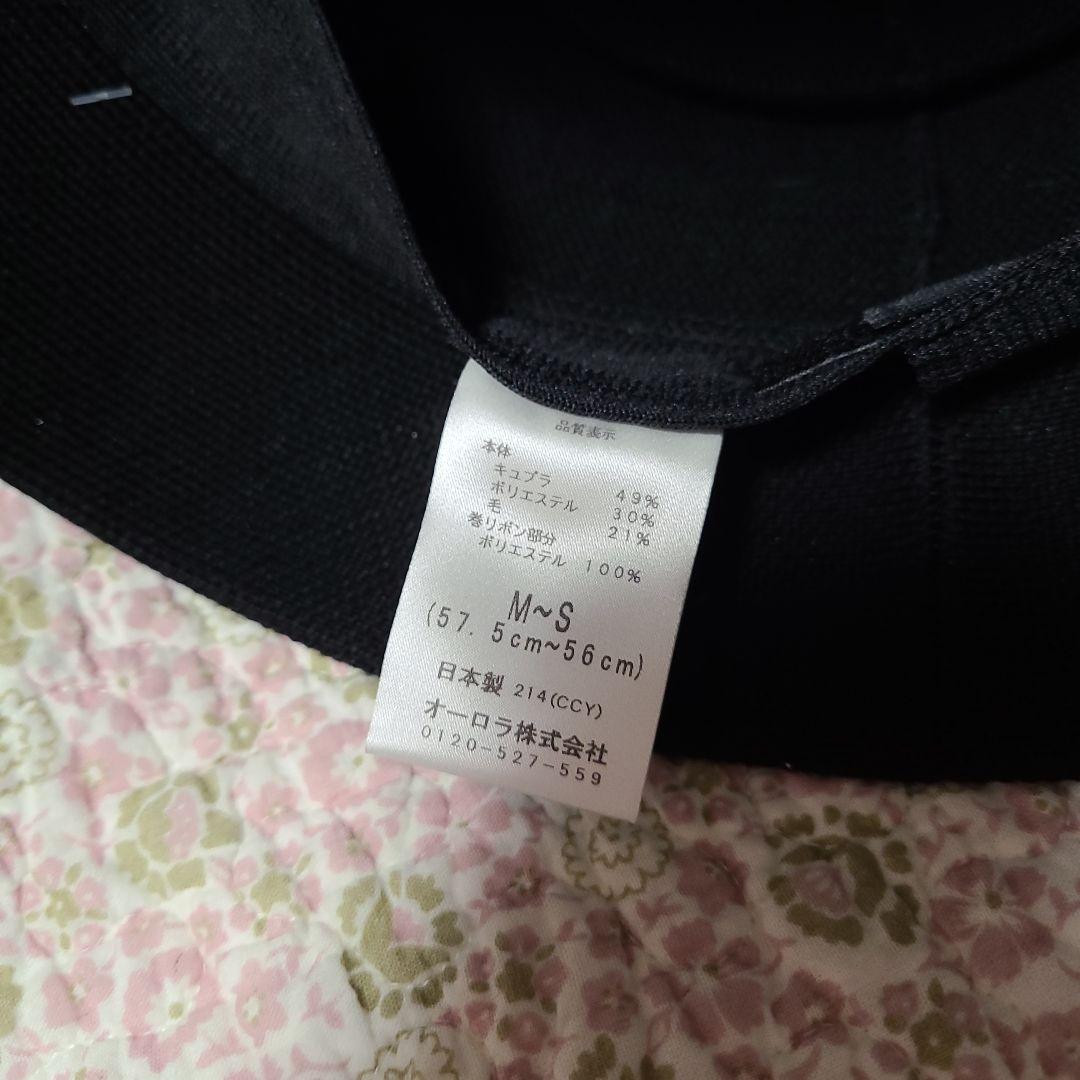 品質表示
本体
キュプラ 49%
ポリエステル 30%
毛 21%
巻リボン部分
ポリエステル 100%
M~S
(57.5cm~56cm)
日本製 214(CCY)
オーロラ株式会社
0120-527-559